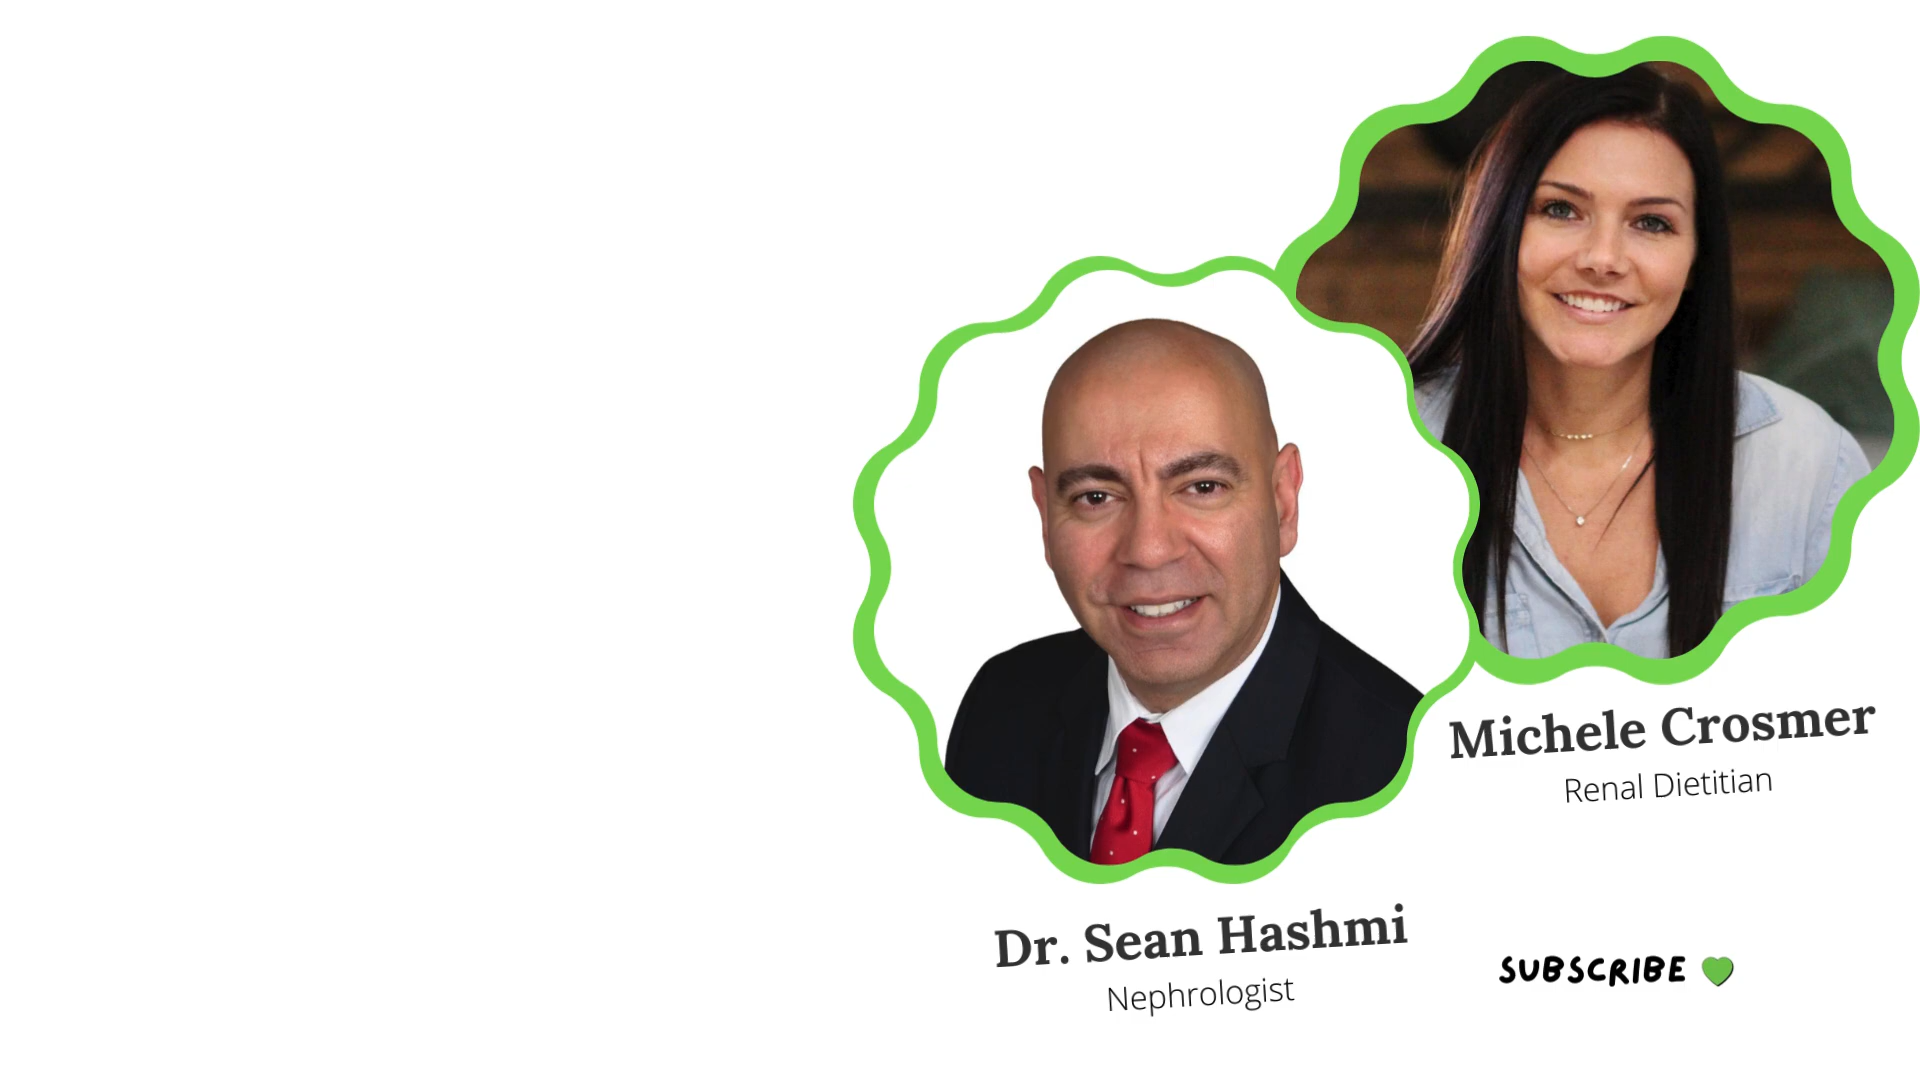 Michele Crosmer
Renal Dietitian
Dr. Sean Hashmi
Nephrologist
SUBSCRIBE